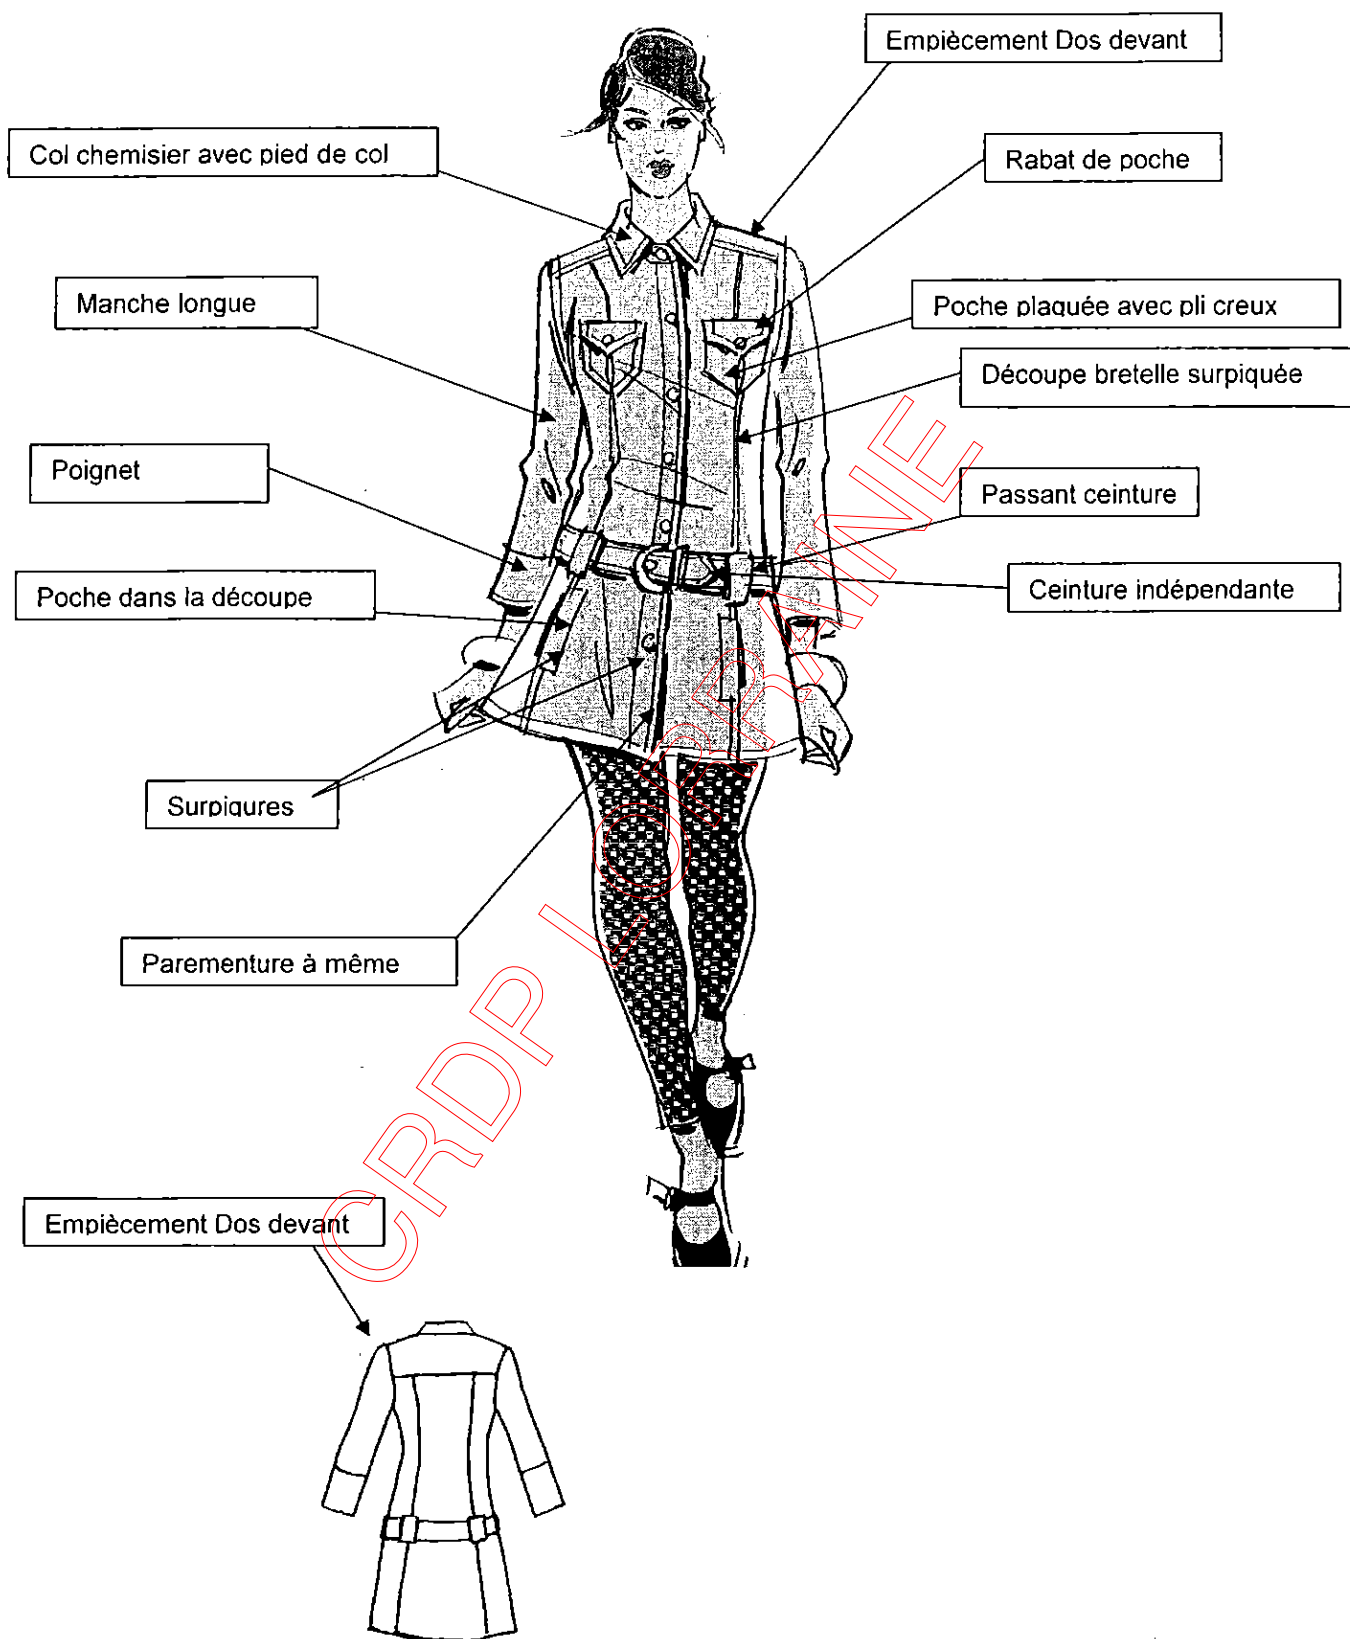 Empiècement Dos devant
Col chemisier avec pied de col
Rabat de poche
Manche longue
Poche plaquée avec pli creux
Découpe bretelle surpiquée
Poignet
Passant ceinture
Poche dans la découpe
Ceinture indépendante
Surpiqures
Parementure à même
Empiècement Dos devant
CRDP LORRAINE